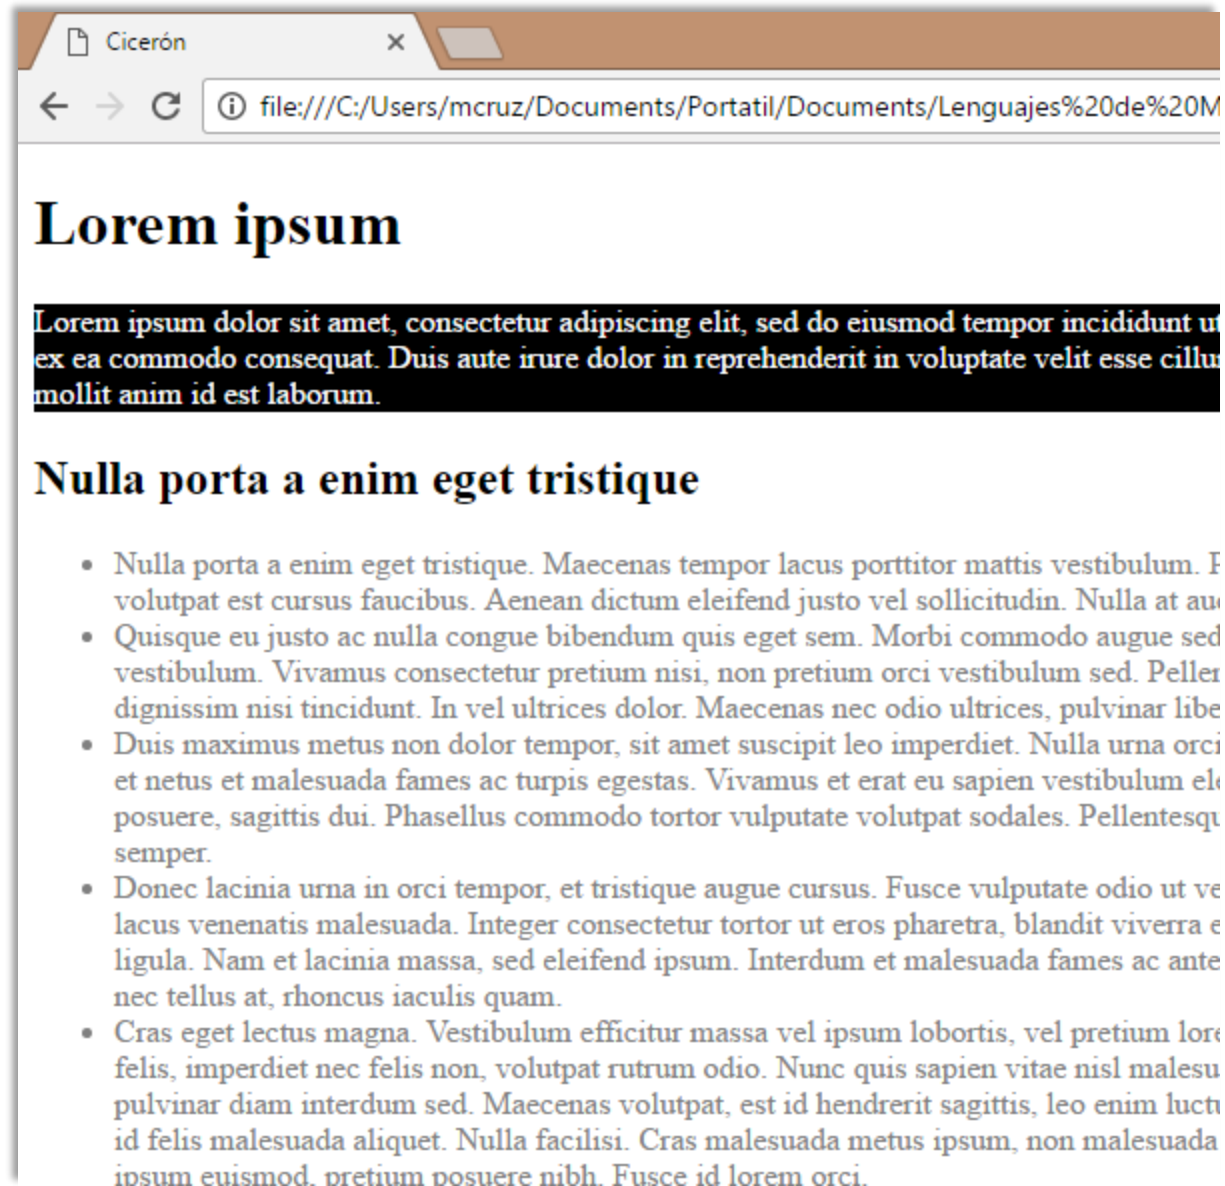 Cicerón
file:///C:/Users/mcruz/Documents/Portatil/Documents/Lenguajes%20de%20M
Lorem ipsum
Lorem ipsum dolor sit amet, consectetur adipiscing elit, sed do eiusmod tempor incididunt ut
ex ea commodo consequat. Duis aute irure dolor in reprehenderit in voluptate velit esse
mollit anim id est laborum.
Nulla porta a enim eget tristique
• Nulla porta a enim eget tristique. Maecenas tempor lacus porttitor mattis vestibulum.
volutpat est cursus faucibus. Aenean dictum eleifend justo vel sollicitudin. Nulla at
• Quisque eu justo ac nulla congue bibendum quis eget sem. Morbi commodo augue sed
vestibulum. Vivamus consectetur pretium nisi, non pretium orci vestibulum sed.
dignissim nisi tincidunt. In vel ultrices dolor. Maecenas nec odio ultrices, pulvinar
• Duis maximus metus non dolor tempor, sit amet suscipit leo imperdiet. Nulla urna orci
et netus et malesuada fames ac turpis egestas. Vivamus et erat eu sapien vestibulum
posuere, sagittis dui. Phasellus commodo tortor vulputate volutpat sodales.
semper.
• Donec lacinia urna in orci tempor, et tristique augue cursus. Fusce vulputate odio ut
lacus venenatis malesuada. Integer consectetur tortor ut eros pharetra, blandit viverra
ligula. Nam et lacinia massa, sed eleifend ipsum. Interdum et malesuada fames ac ante
nec tellus at, rhoncus iaculis quam.
• Cras eget lectus magna. Vestibulum efficitur massa vel ipsum lobortis, vel pretium
felis, imperdiet nec felis non, volutpat rutrum odio. Nunc quis sapien vitae nisl
pulvinar diam interdum sed. Maecenas volutpat, est id hendrerit sagittis, leo enim
id felis malesuada aliquet. Nulla facilisi. Cras malesuada metus ipsum, non malesuada
ipsum euismod, pretium posuere nibh. Fusce id lorem orci.